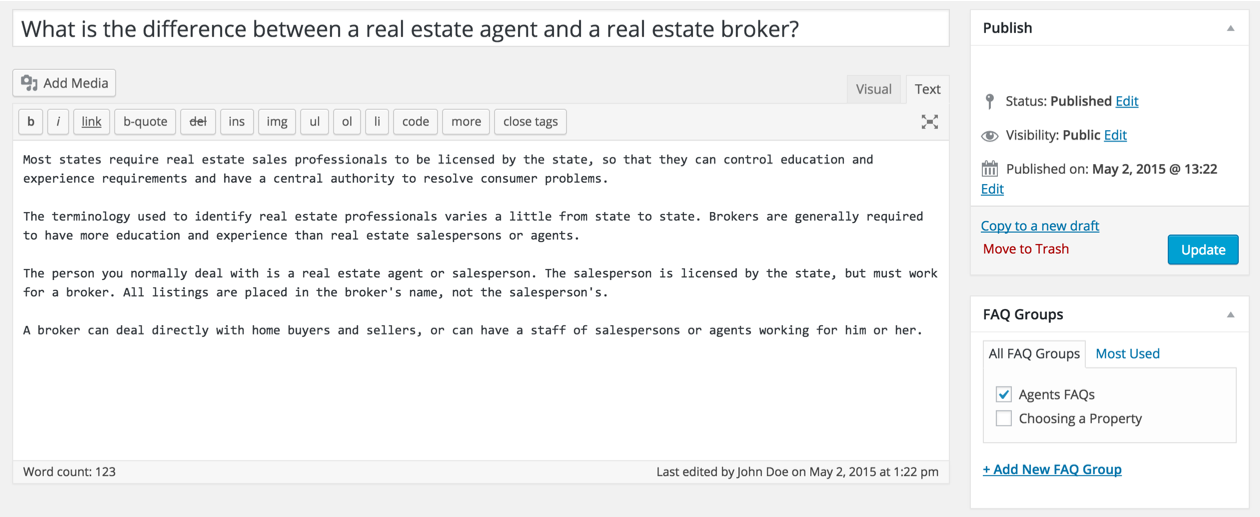 What is the difference between a real estate agent and a real estate broker?
Add Media
Visual
Text
b
i
link
b-quote
del
ins
img
ul
ol
li
code
more
close tags
Most states require real estate sales professionals to be licensed by the state, so that they can control education and
experience requirements and have a central authority to resolve consumer problems.
The terminology used to identify real estate professionals varies a little from state to state. Brokers are generally required
to have more education and experience than real estate salespersons or agents.
The person you normally deal with is a real estate agent or salesperson. The salesperson is licensed by the state, but must work
for a broker. All listings are placed in the broker's name, not the salesperson's.
A broker can deal directly with home buyers and sellers, or can have a staff of salespersons or agents working for him or her.
Word count: 123
Last edited by John Doe on May 2, 2015 at 1:22 pm
Publish
Status: Published Edit
Visibility: Public Edit
Published on: May 2, 2015 @ 13:22
Edit
Copy to a new draft
Move to Trash
Update
FAQ Groups
All FAQ Groups
Most Used
Agents FAQs
Choosing a Property
+ Add New FAQ Group